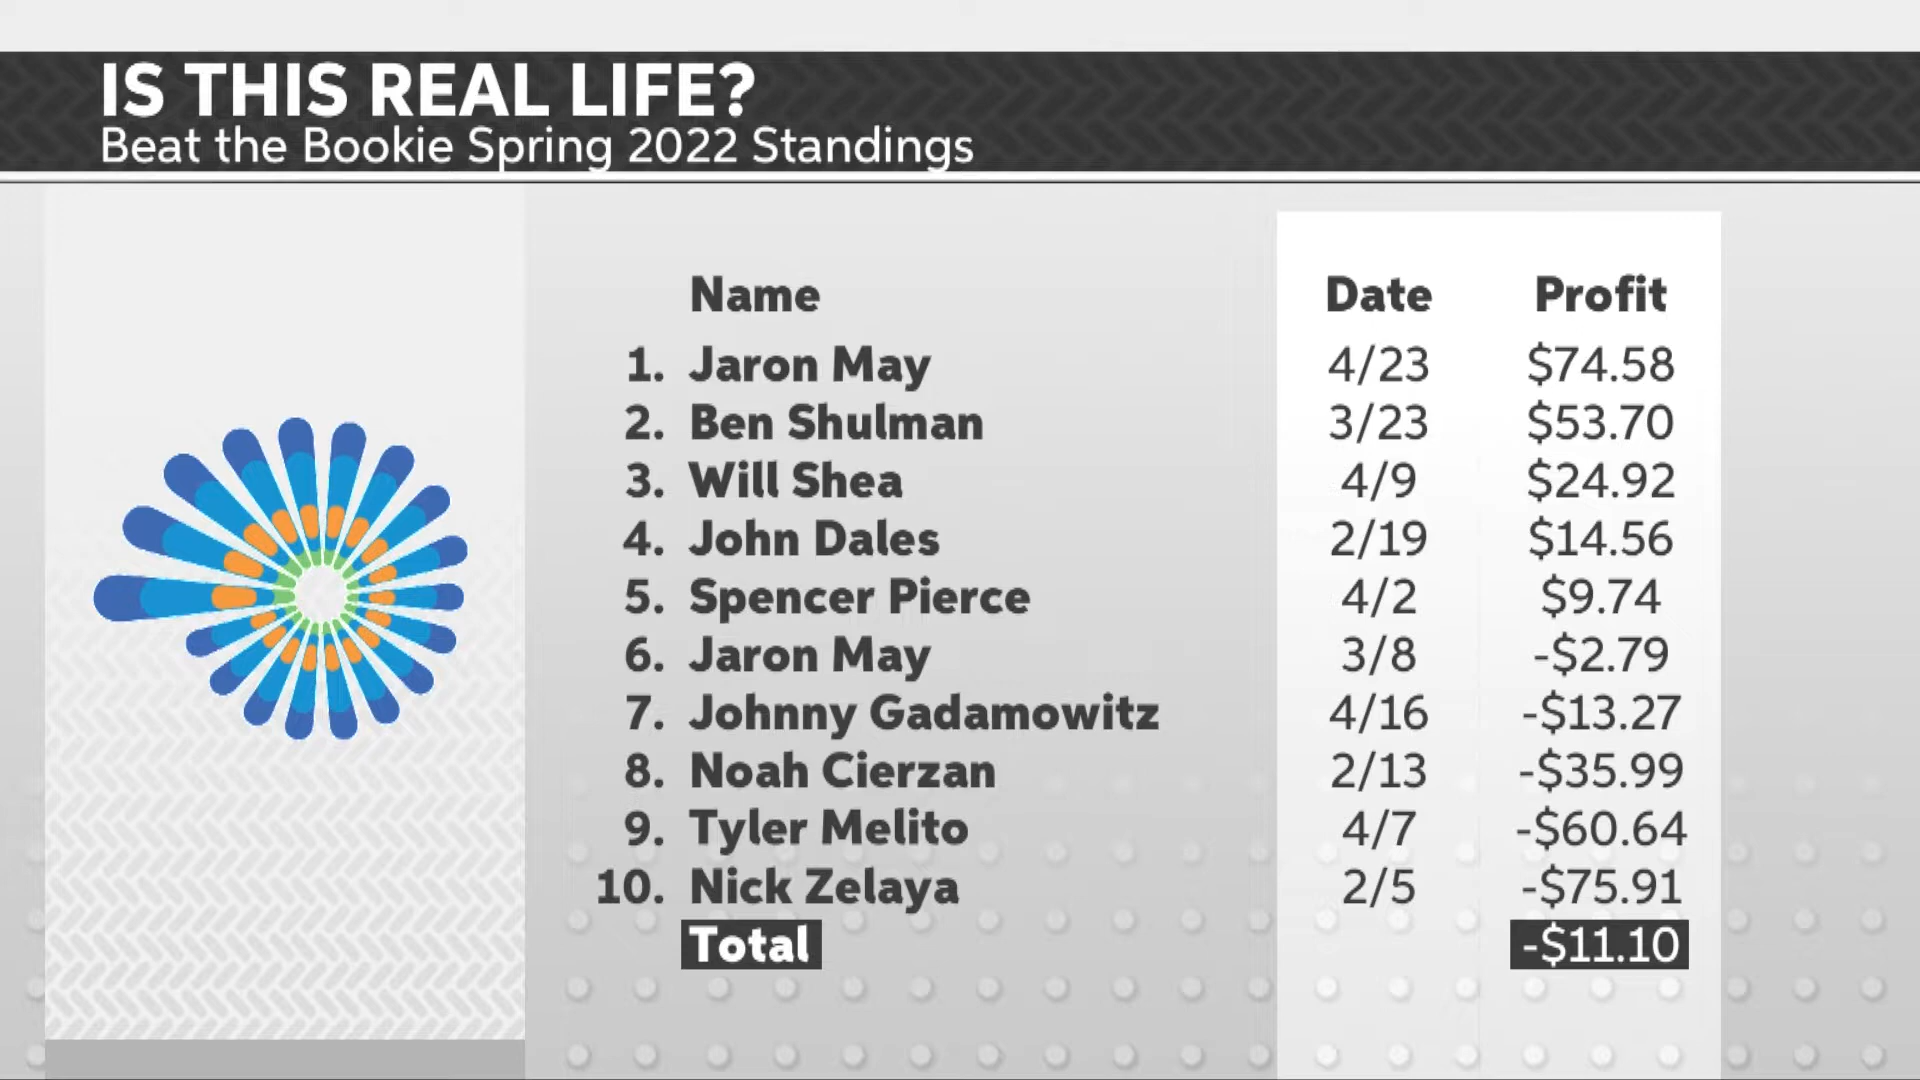 IS THIS REAL LIFE?
Beat the Bookie Spring 2022 Standings
Name Date Profit
1. Jaron May 4/23 $74.58
2. Ben Shulman 3/23 $53.70
3. Will Shea 4/9 $24.92
4. John Dales 2/19 $14.56
5. Spencer Pierce 4/2 $9.74
6. Jaron May 3/8 -$2.79
7. Johnny Gadamowitz 4/16 -$13.27
8. Noah Cierzan 2/13 -$35.99
9. Tyler Melito 4/7 -$60.64
10. Nick Zelaya 2/5 -$75.91
Total -$11.10